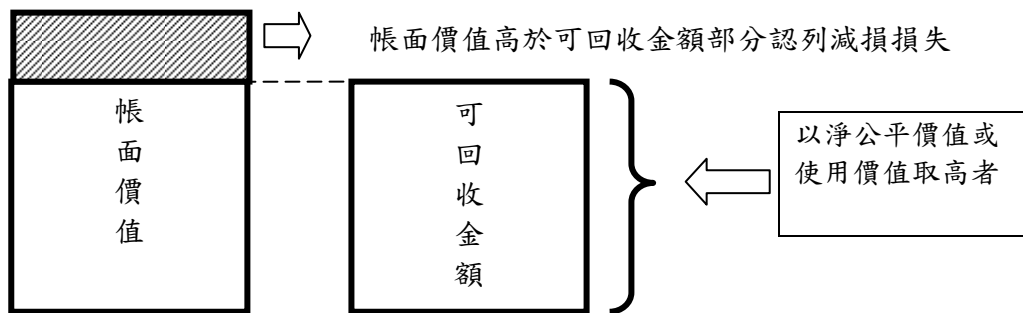 帳面價值高於可回收金額部分認列減損損失
帳面價值
可回收金額
以淨公平價值或
使用價值取高者